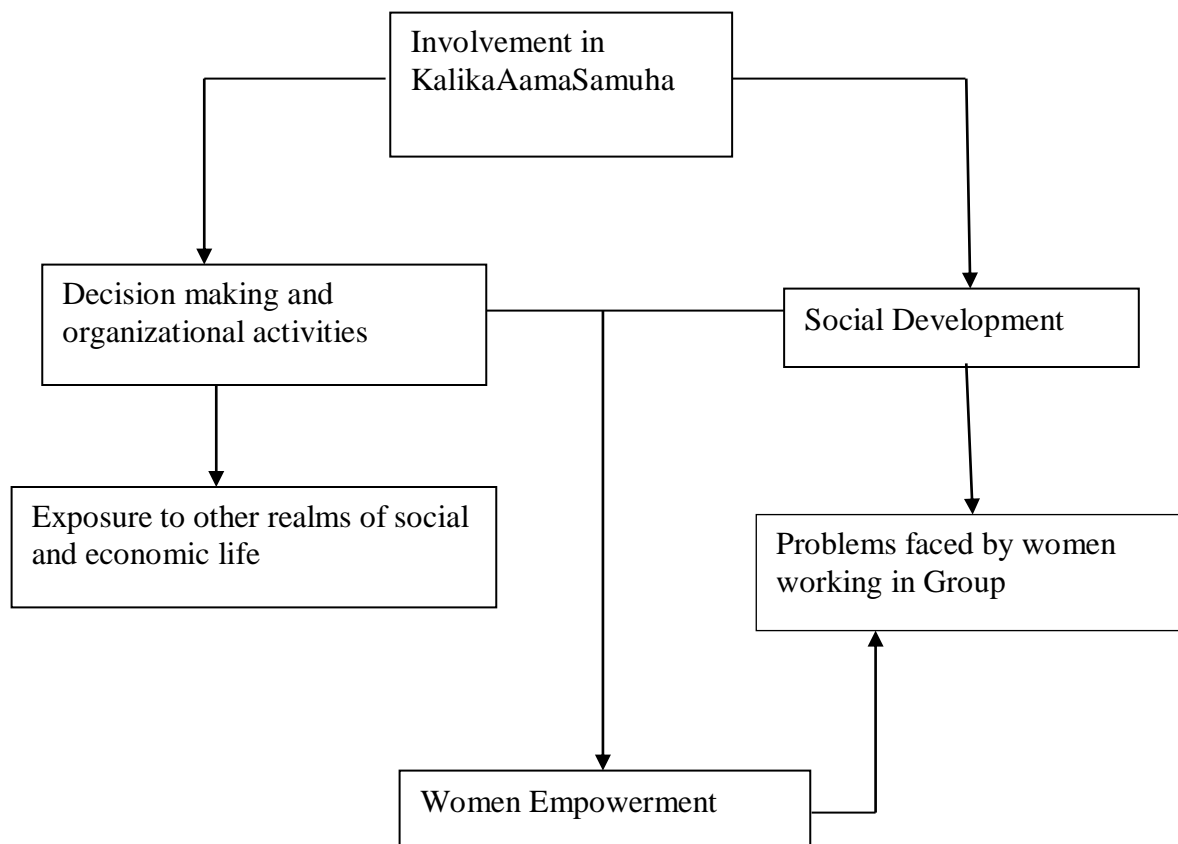 Involvement in
KalikaAamaSamuha
Decision making and
organizational activities
Social Development
Exposure to other realms of social
and economic life
Problems faced by women
working in Group
Women Empowerment